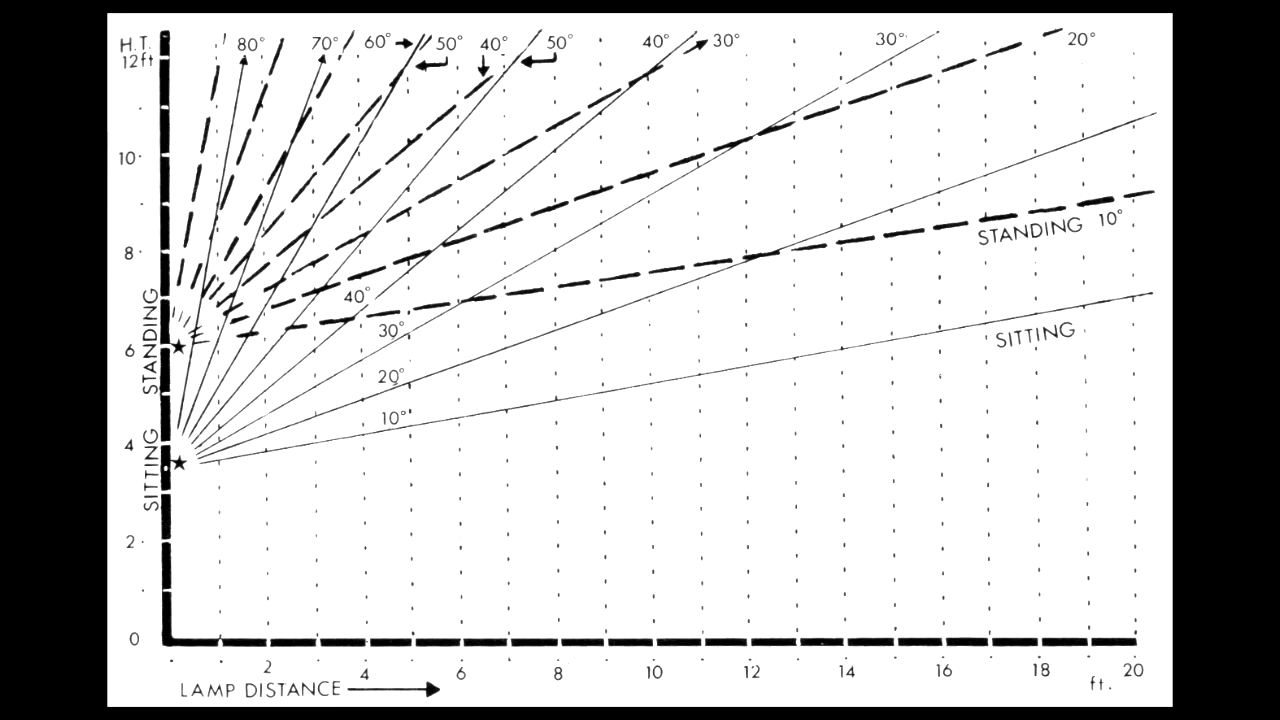 H.T.
12ft
80° 70° 60° 50° 40° 50° 40° 30° 30° 20°
10
8
STANDING 10°
40°
30°
SITTING
6
20°
10°
4
2
0
STANDING
SITTING
2 4 6 8 10 12 14 16 18 20
LAMP DISTANCE
ft.